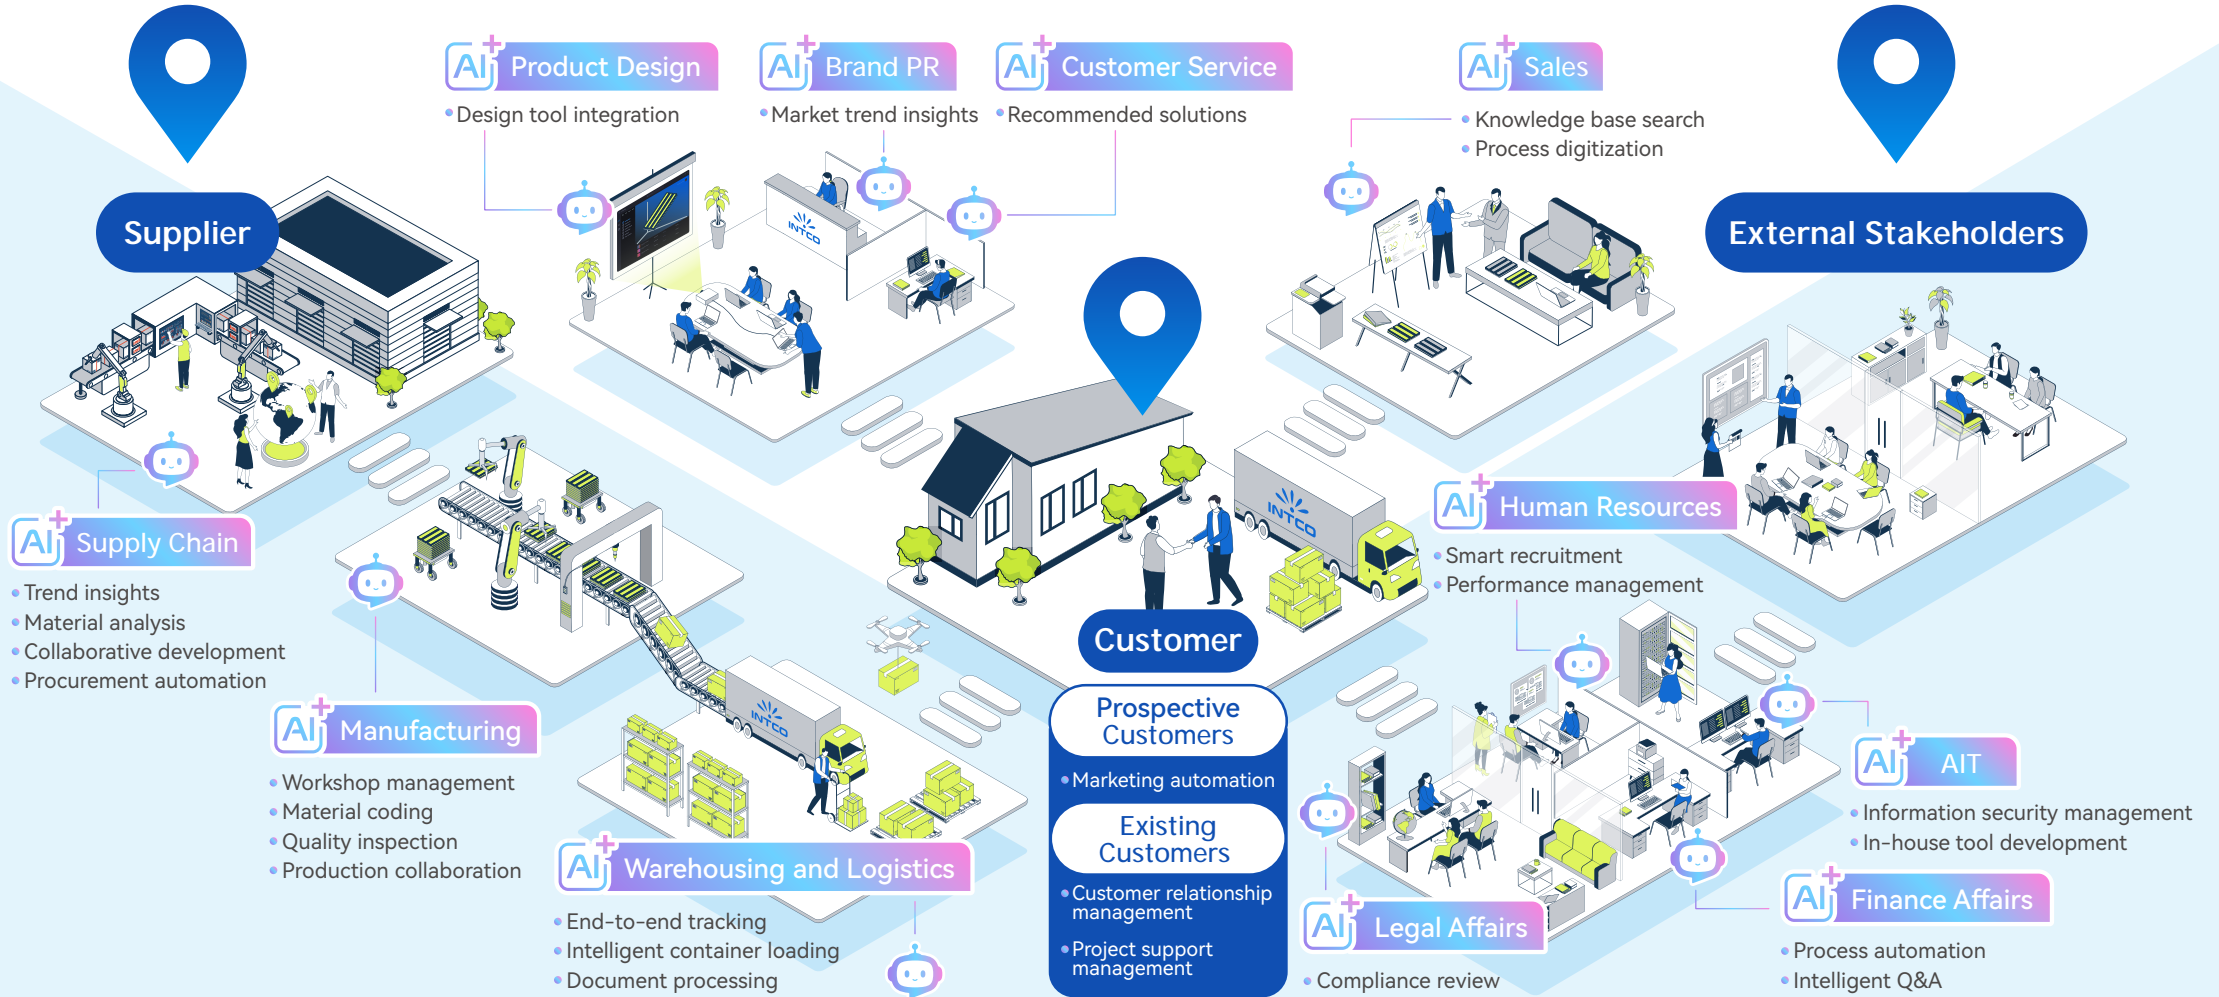 Supplier
AI+ Product Design
Design tool integration
AI+ Brand PR
Market trend insights
AI+ Customer Service
Recommended solutions
AI+ Sales
Knowledge base search
Process digitization
External Stakeholders
INTCO
AI+ Supply Chain
Trend insights
Material analysis
Collaborative development
Procurement automation
AI+ Manufacturing
Workshop management
Material coding
Quality inspection
Production collaboration
INTCO
AI+ Warehousing and Logistics
End-to-end tracking
Intelligent container loading
Document processing
INTCO
Customer
Prospective
Customers
Marketing automation
Existing
Customers
Customer relationship
management
Project support
management
AI+ Human Resources
Smart recruitment
Performance management
AI+ Legal Affairs
Compliance review
AI+ AIT
Information security management
In-house tool development
AI+ Finance Affairs
Process automation
Intelligent Q&A